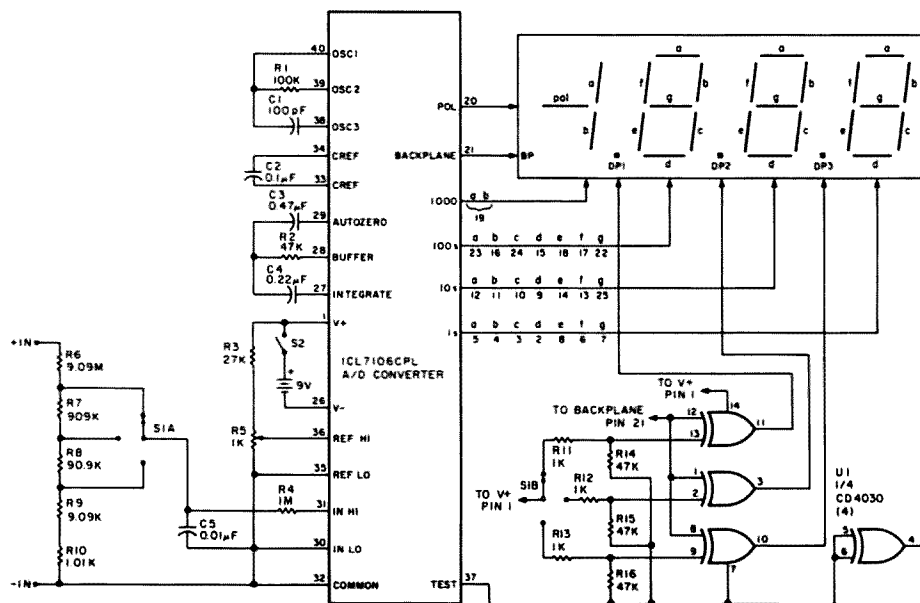 40 OSC1
R1
100K
39 OSC2
C1
100pF
38 OSC3
34 CREF
C2
0.1µF
33 CREF
C3
0.47µF
29 AUTOZERO
R2
47K
28 BUFFER
C4
0.22µF
27 INTEGRATE
1 V+
R3
27K
S2
+
9V
ICL7106CPL
A/D CONVERTER
26 V-
R5
1K
36 REF HI
35 REF LO
R4
1M
31 IN HI
C5
0.01µF
30 IN LO
32 COMMON
TEST 37
+IN
R6
9.09M
R7
909K
S1A
R8
90.9K
R9
9.09K
R10
1.01K
-IN
POL 20
BACKPLANE 21
BP
1000 a b
19
100s a b c d e f g
23 16 24 15 18 17 22
10s a b c d e f g
12 11 10 9 14 13 25
1s a b c d e f g
5 4 3 2 8 6 7
pol a b
a b c d e f g
a b c d e f g
a b c d e f g
DP1 DP2 DP3
TO V+
PIN 1
14
TO BACKPLANE
PIN 21
12
13
11
R11
1K
R14
47K
S1B
R12
1K
TO V+
PIN 1
1
2
3
R15
47K
R13
1K
8
9
10
7
R16
47K
U1
1/4
CD4030
(4)
5
6
4